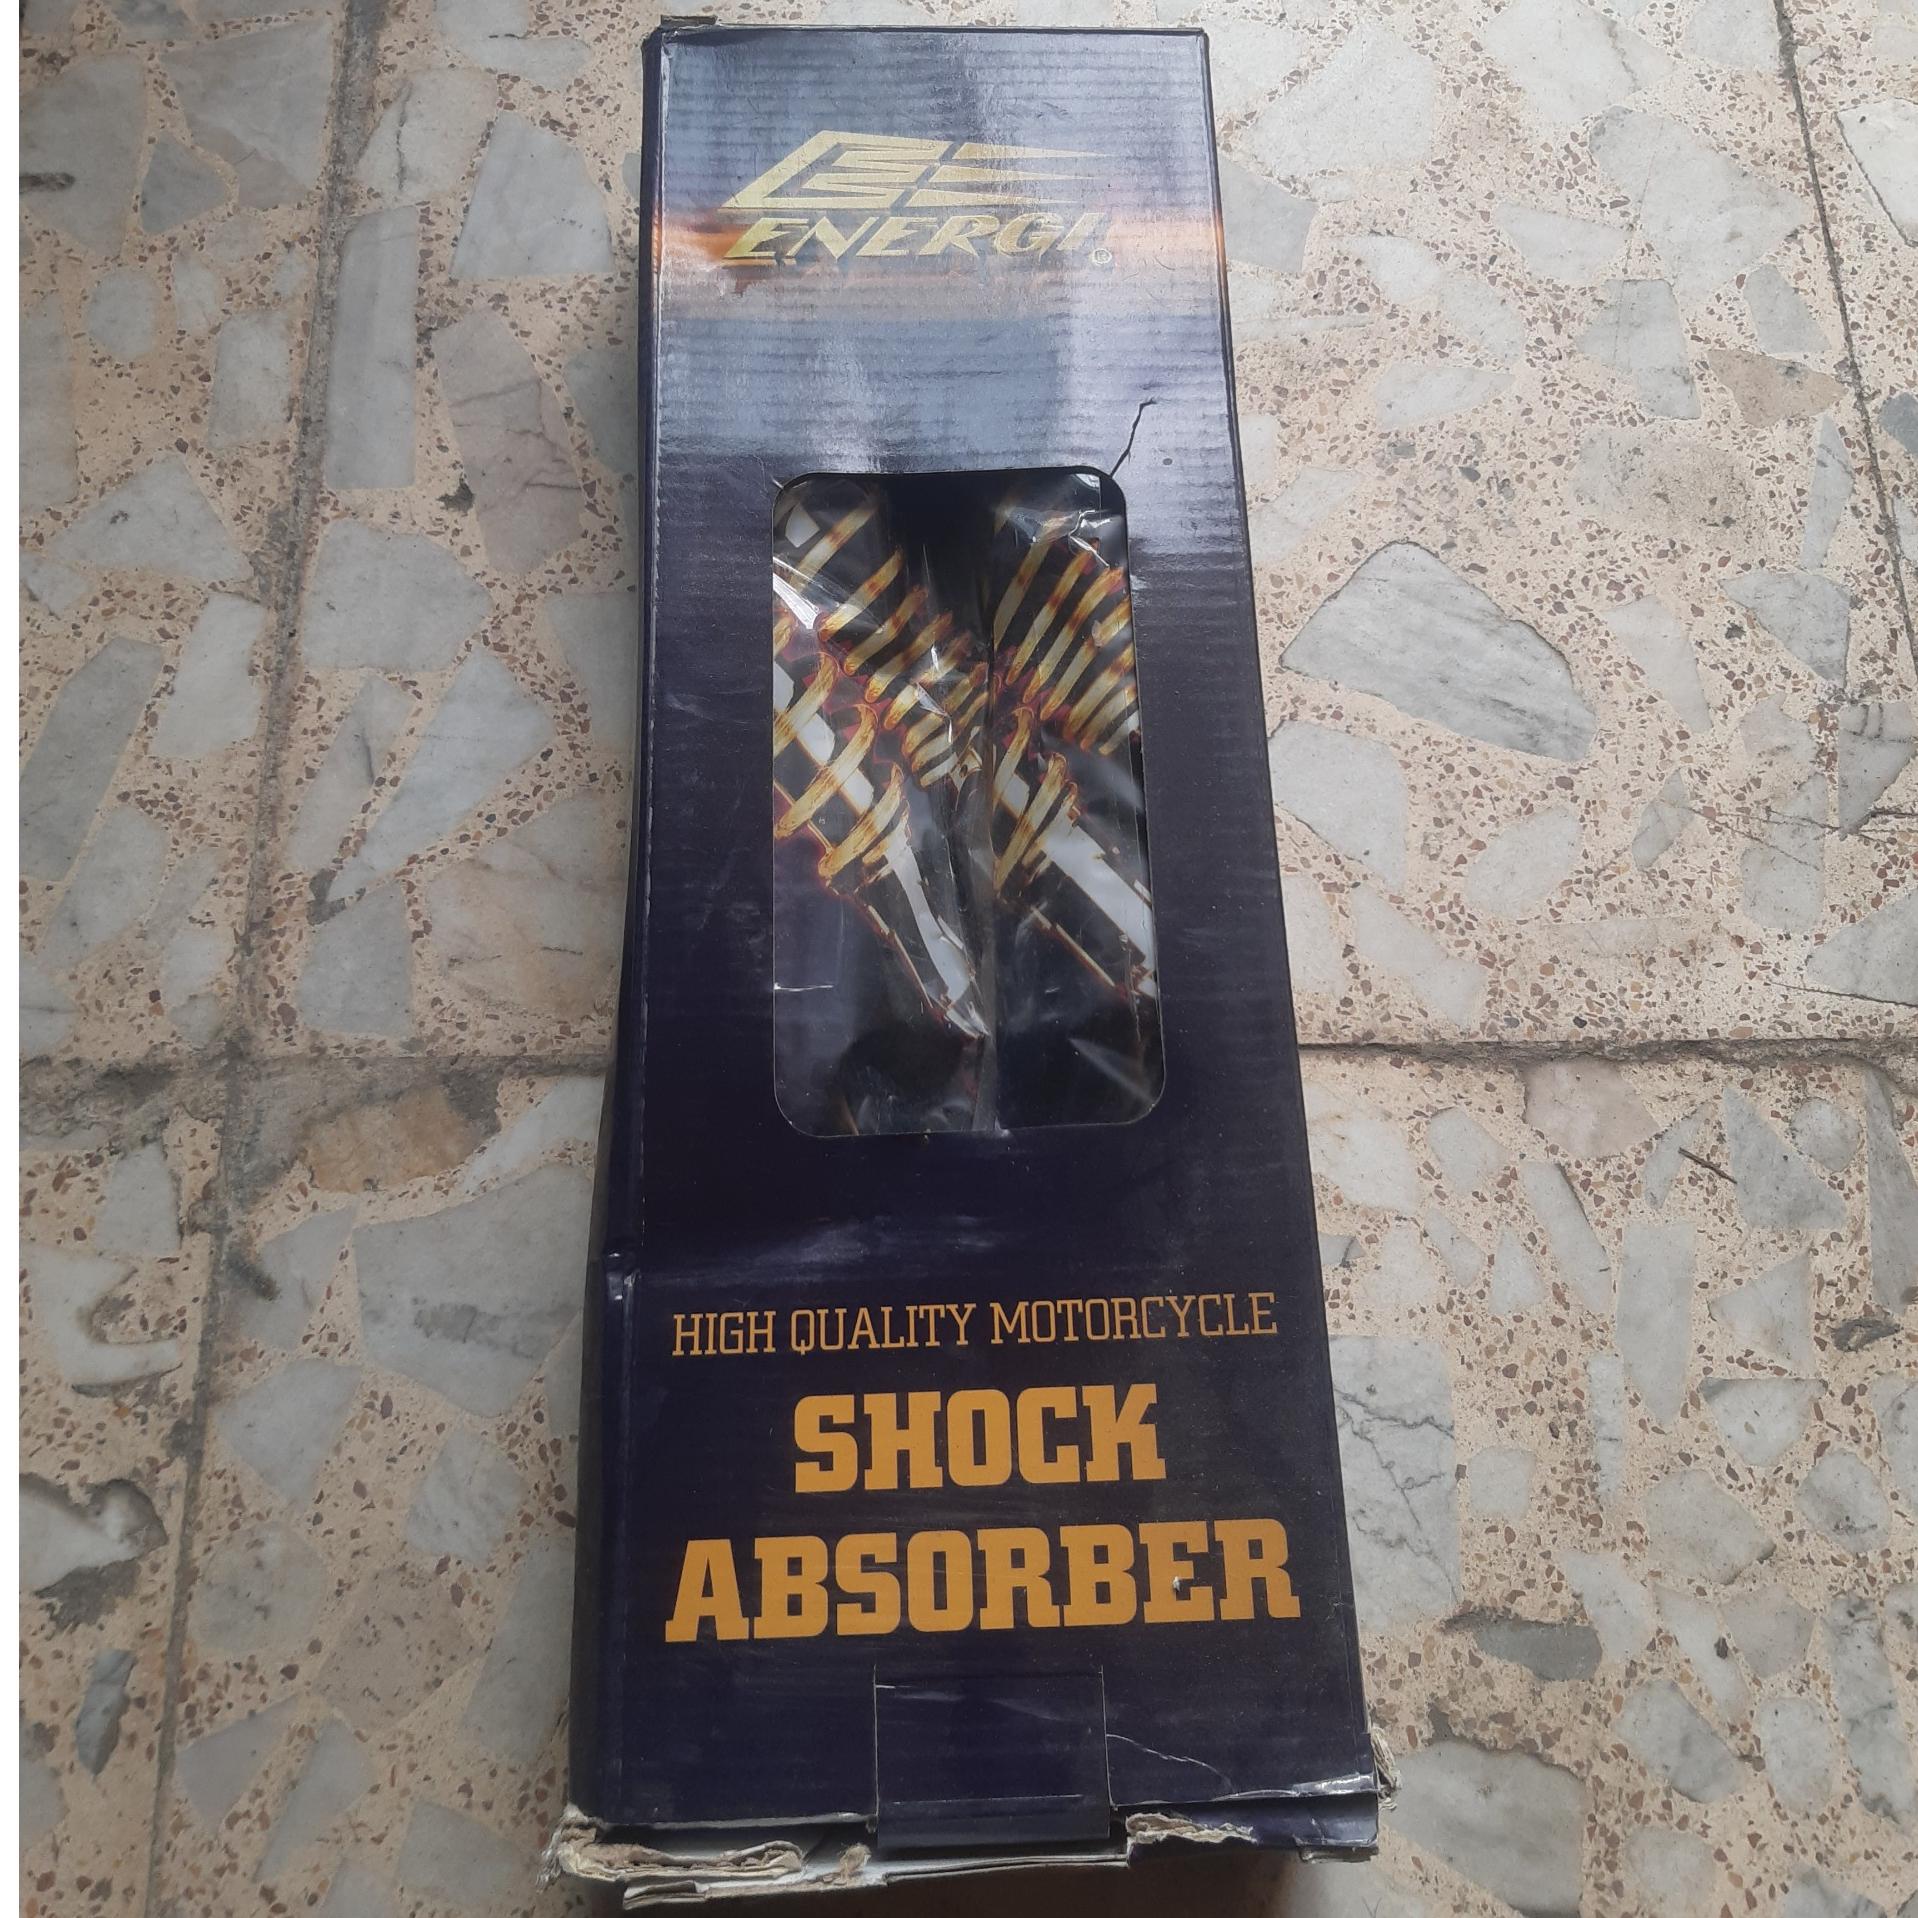 ENERGI®
HIGH QUALITY MOTORCYCLE
SHOCK
ABSORBER